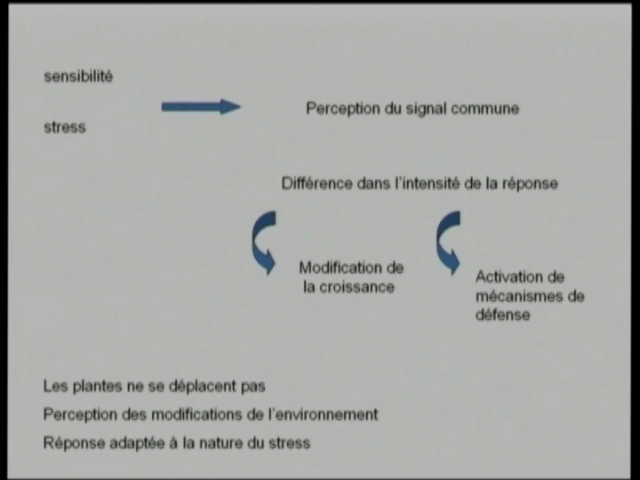 sensibilité
stress
Perception du signal commune
Différence dans l'intensité de la réponse
Modification de
la croissance
Activation de
mécanismes de
défense
Les plantes ne se déplacent pas
Perception des modifications de l'environnement
Réponse adaptée à la nature du stress